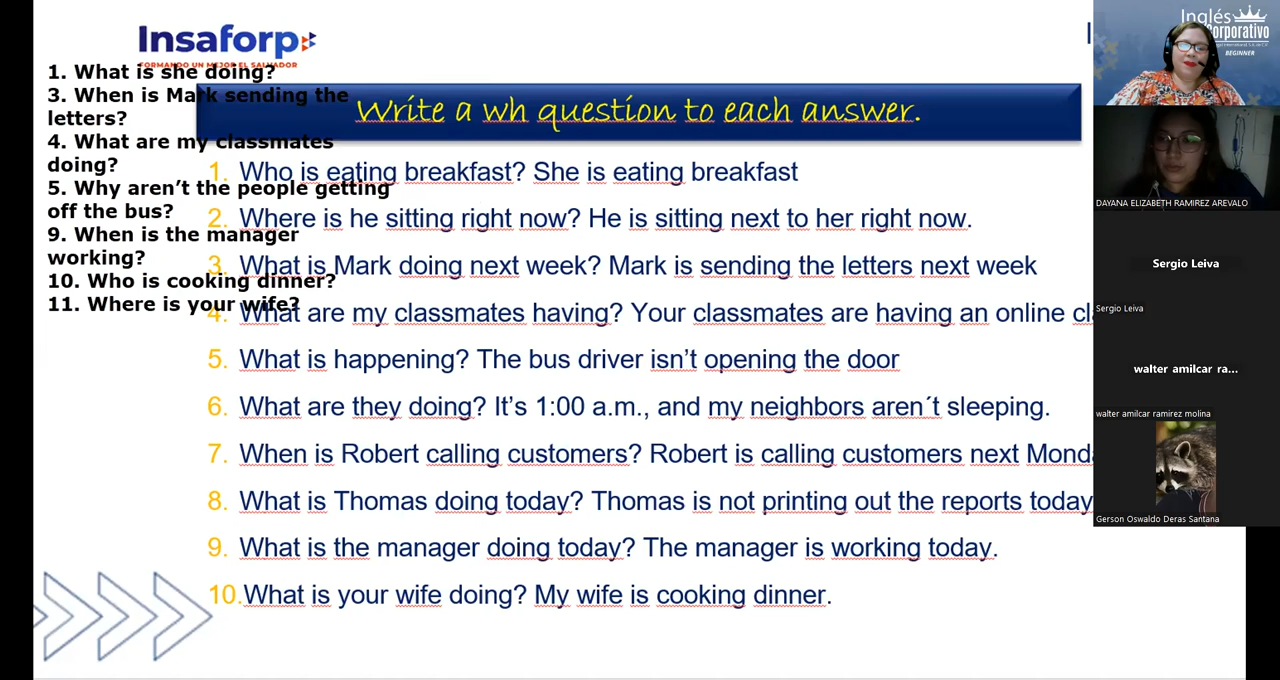 Insaforp
FORMANDO UN MEJOR EL SALVADOR
1. What is she doing?
3. When is Mark sending the
letters?
4. What are my classmates
doing?
5. Why aren’t the people getting
off the bus?
9. When is the manager
working?
10. Who is cooking dinner?
11. Where is your wife?
Write a wh question to each answer.
1. Who is eating breakfast? She is eating breakfast
2. Where is he sitting right now? He is sitting next to her right now.
3. What is Mark doing next week? Mark is sending the letters next week
4. What are my classmates having? Your classmates are having an online
5. What is happening? The bus driver isn’t opening the door
6. What are they doing? It’s 1:00 a.m., and my neighbors aren´t sleeping.
7. When is Robert calling customers? Robert is calling customers next
8. What is Thomas doing today? Thomas is not printing out the reports today
9. What is the manager doing today? The manager is working today.
10. What is your wife doing? My wife is cooking dinner.
Inglés
Corporativo
BEGINNER
DAYANA ELIZABETH RAMIREZ AREVALO
Sergio Leiva
Sergio Leiva
walter amilcar ra...
walter amilcar ramirez molina
Gerson Oswaldo Deras Santana